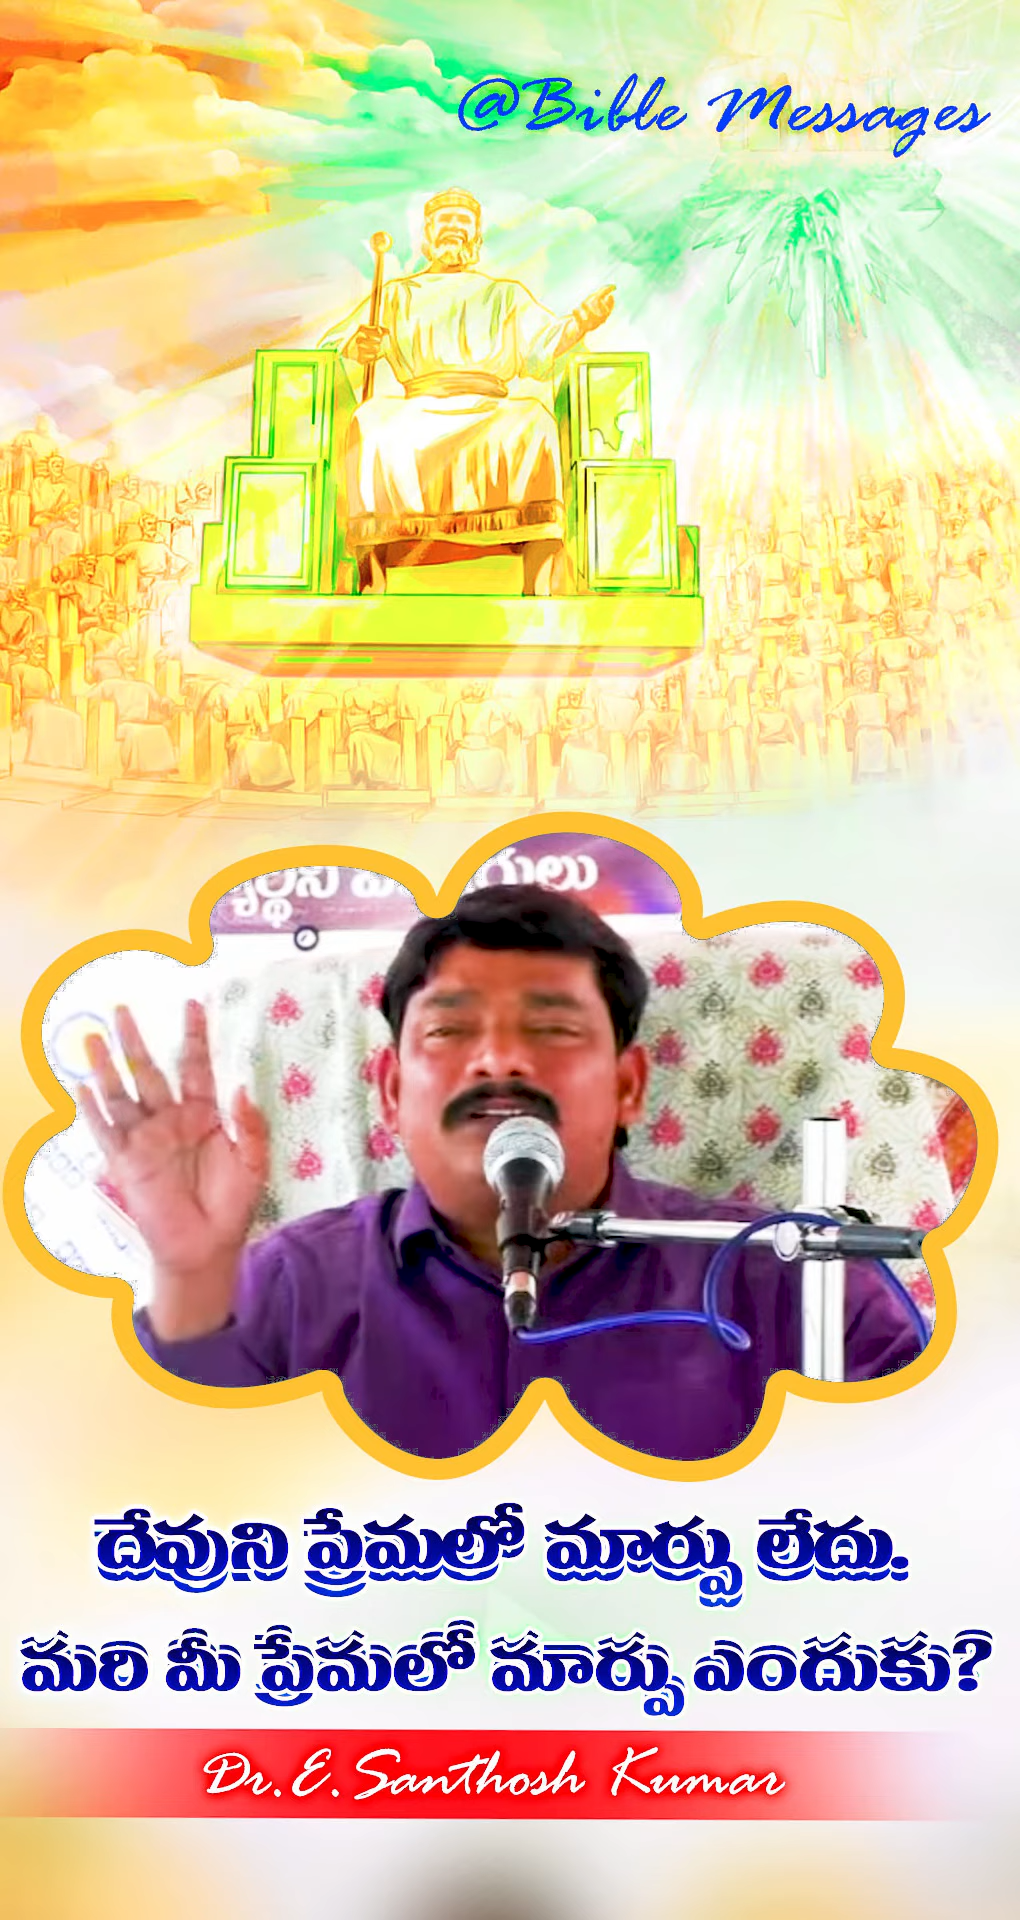 @Bible Messages
దేవుని ప్రేమలో మార్పు లేదు.
మరి మీ ప్రేమలో మార్పు ఎందుకు?
Dr. E. Santhosh Kumar